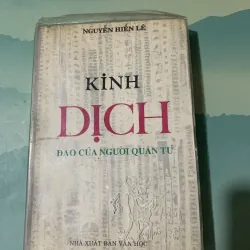 NGUYỄN HIẾN LÊ
KINH
DỊCH
ĐẠO CỦA NGƯỜI QUÂN TỬ
NHÀ XUẤT BẢN VĂN HỌC